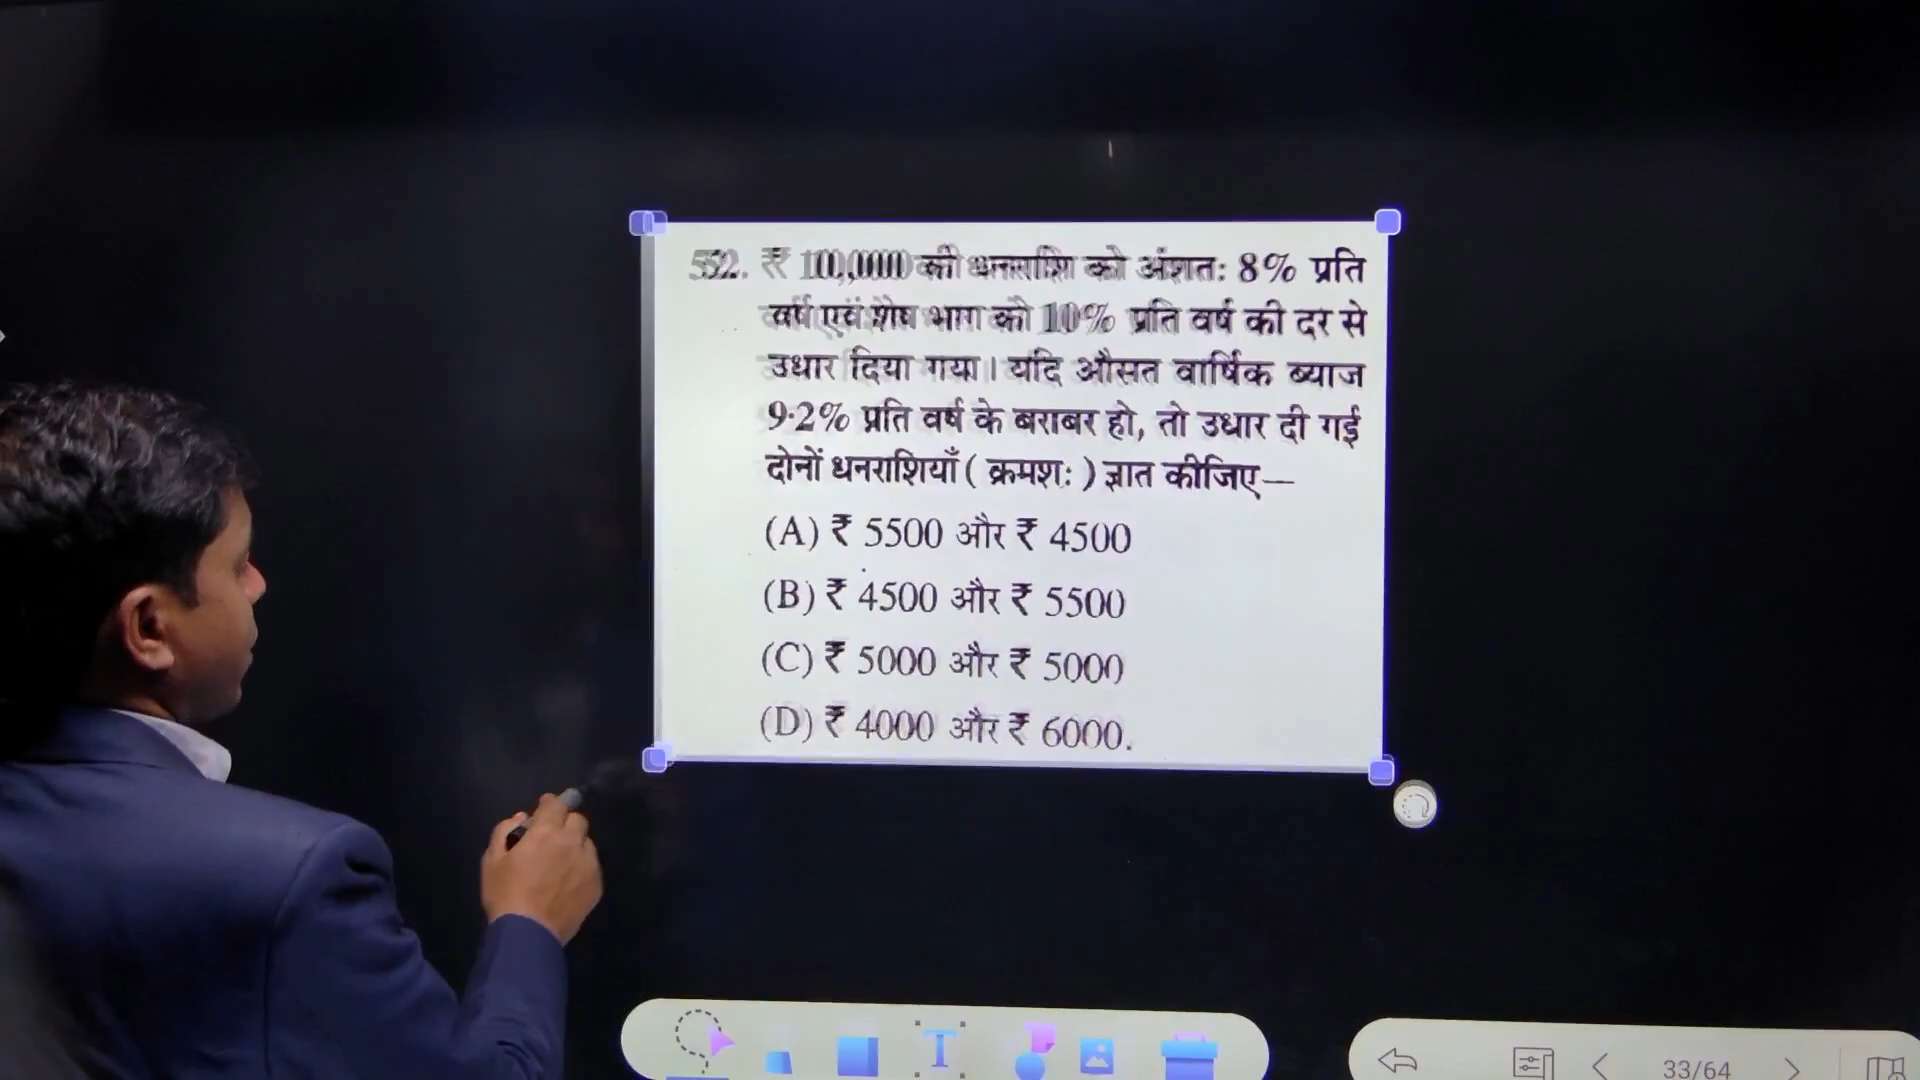 52. ₹ 10,000 की धनराशि को अंशतः 8% प्रति
वर्ष एवं शेष भाग को 10% प्रति वर्ष की दर से
उधार दिया गया। यदि औसत वार्षिक ब्याज
9·2% प्रति वर्ष के बराबर हो, तो उधार दी गई
दोनों धनराशियाँ ( क्रमशः ) ज्ञात कीजिए—
(A) ₹ 5500 और ₹ 4500
(B) ₹ 4500 और ₹ 5500
(C) ₹ 5000 और ₹ 5000
(D) ₹ 4000 और ₹ 6000.
T
33/64